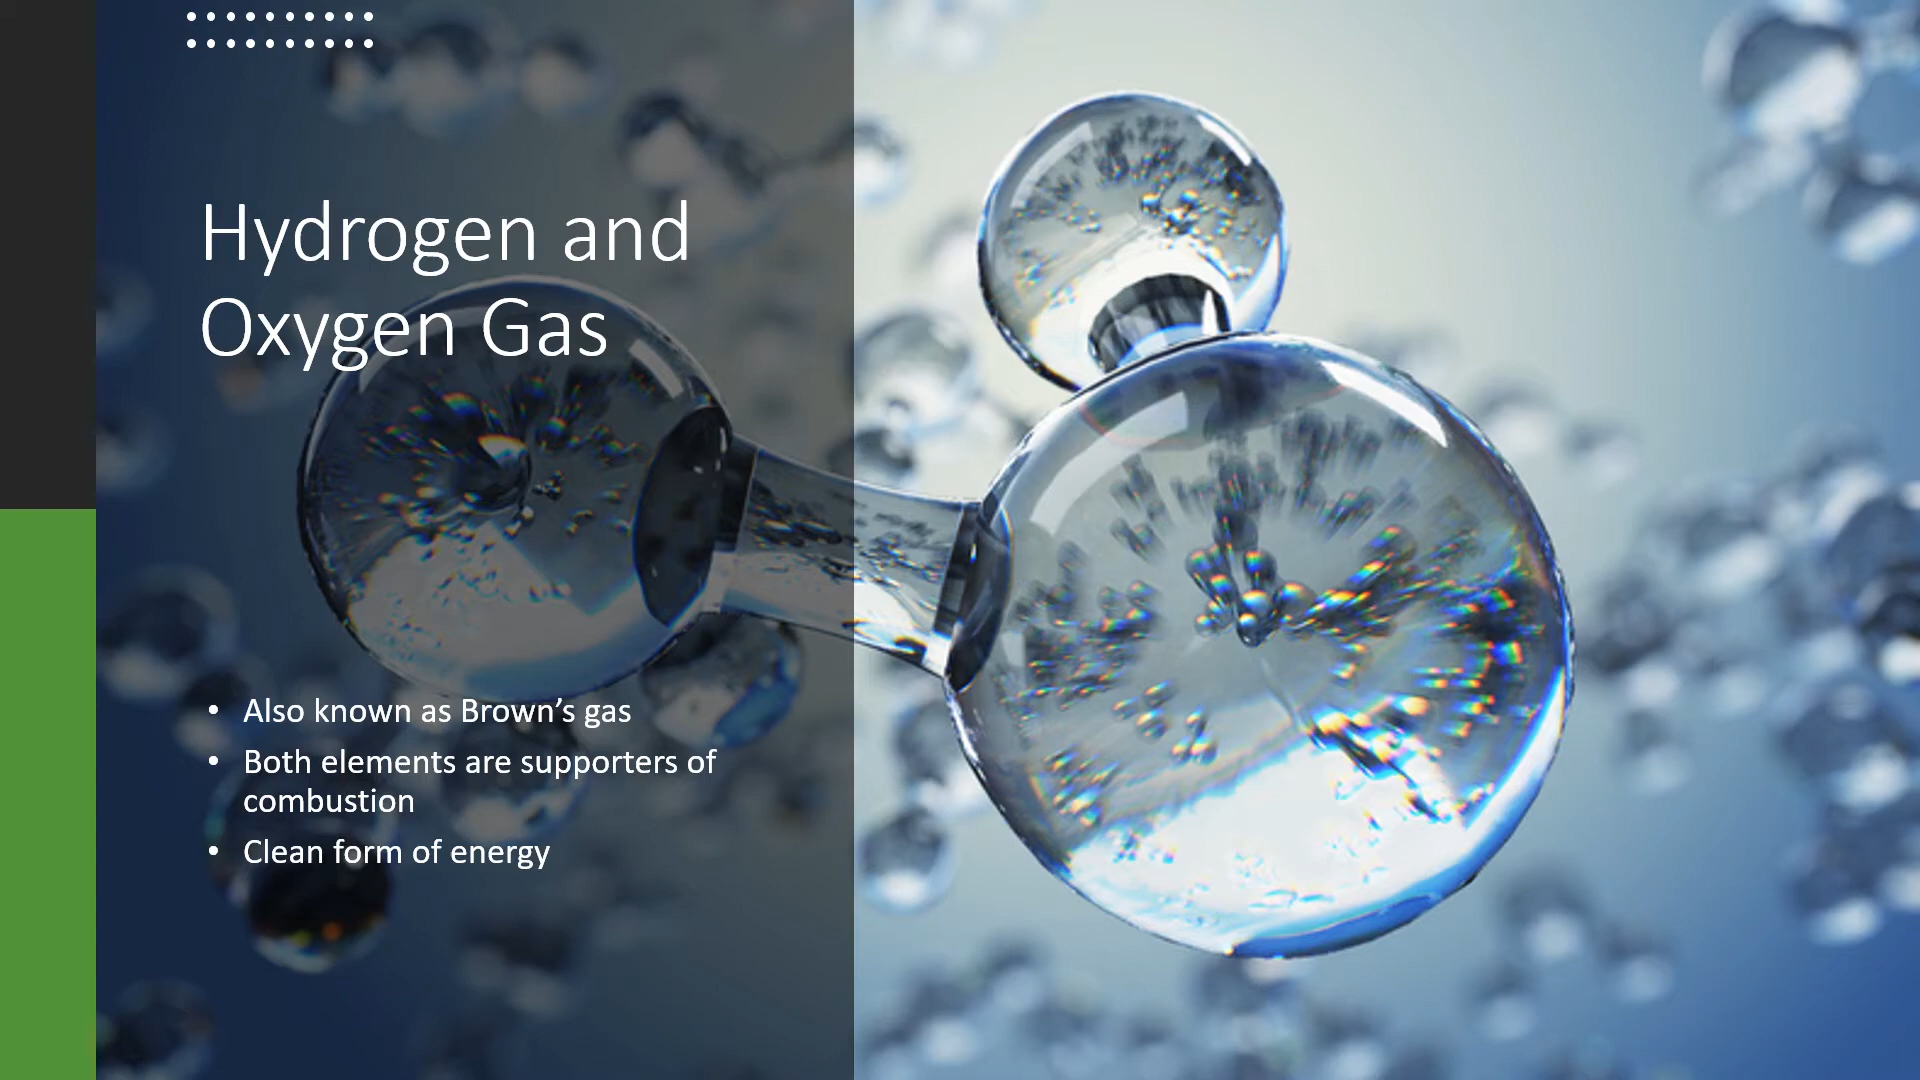 Hydrogen and
Oxygen Gas
• Also known as Brown’s gas
• Both elements are supporters of
combustion
• Clean form of energy